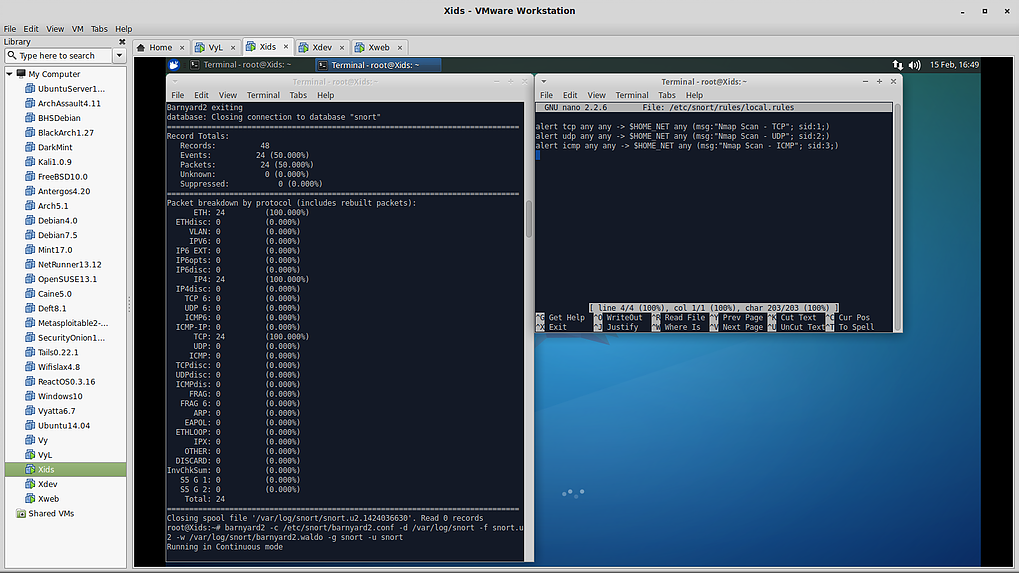 Xids - VMware Workstation
File Edit View VM Tabs Help
Library
Type here to search
My Computer
UbuntuServer1...
ArchAssault4.11
BHSDebian
BlackArch1.27
DarkMint
Kali1.0.9
FreeBSD10.0
Antergos4.20
Arch5.1
Debian4.0
Debian7.5
Mint17.0
NetRunner13.12
OpenSUSE13.1
Caine5.0
Deft8.1
Metasploitable2-...
SecurityOnion1...
Tails0.22.1
Wifislax4.8
ReactOS0.3.16
Windows10
Vyatta6.7
Ubuntu14.04
Vy
VyL
Xids
Xdev
Xweb
Shared VMs
Home VyL Xids Xdev Xweb
Terminal - root@Xids: ~ Terminal - root@Xids: ~ 15 Feb, 16:49
Terminal - root@Xids: ~
File Edit View Terminal Tabs Help
Barnyard2 exiting
database: Closing connection to database "snort"
Record Totals:
Records: 48
Events: 24 (50.000%)
Packets: 24 (50.000%)
Unknown: 0 (0.000%)
Suppressed: 0 (0.000%)
Packet breakdown by protocol (includes rebuilt packets):
ETH: 24 (100.000%)
ETHdisc: 0 (0.000%)
VLAN: 0 (0.000%)
IPV6: 0 (0.000%)
IP6 EXT: 0 (0.000%)
IP6opts: 0 (0.000%)
IP6disc: 0 (0.000%)
IP4: 24 (100.000%)
IP4disc: 0 (0.000%)
TCP 6: 0 (0.000%)
UDP 6: 0 (0.000%)
ICMP6: 0 (0.000%)
ICMP-IP: 0 (0.000%)
TCP: 24 (100.000%)
UDP: 0 (0.000%)
ICMP: 0 (0.000%)
TCPdisc: 0 (0.000%)
UDPdisc: 0 (0.000%)
ICMPdis: 0 (0.000%)
FRAG: 0 (0.000%)
FRAG 6: 0 (0.000%)
ARP: 0 (0.000%)
EAPOL: 0 (0.000%)
ETHLOOP: 0 (0.000%)
IPX: 0 (0.000%)
OTHER: 0 (0.000%)
DISCARD: 0 (0.000%)
InvChkSum: 0 (0.000%)
S5 G 1: 0 (0.000%)
S5 G 2: 0 (0.000%)
Total: 24
Closing spool file '/var/log/snort/snort.u2.1424036630'. Read 0 records
root@Xids:~# barnyard2 -c /etc/snort/barnyard2.conf -d /var/log/snort -f snort.u
2 -w /var/log/snort/barnyard2.waldo -g snort -u snort
Running in Continuous mode
Terminal - root@Xids: ~
File Edit View Terminal Tabs Help
GNU nano 2.2.6 File: /etc/snort/rules/local.rules
alert tcp any any -> $HOME_NET any (msg:"Nmap Scan - TCP"; sid:1;)
alert udp any any -> $HOME_NET any (msg:"Nmap Scan - UDP"; sid:2;)
alert icmp any any -> $HOME_NET any (msg:"Nmap Scan - ICMP"; sid:3;)
[ line 4/4 (100%), col 1/1 (100%), char 203/203 (100%) ]
^G Get Help ^O WriteOut ^R Read File ^Y Prev Page ^K Cut Text ^C Cur Pos
^X Exit ^J Justify ^W Where Is ^V Next Page ^U UnCut Text ^T To Spell